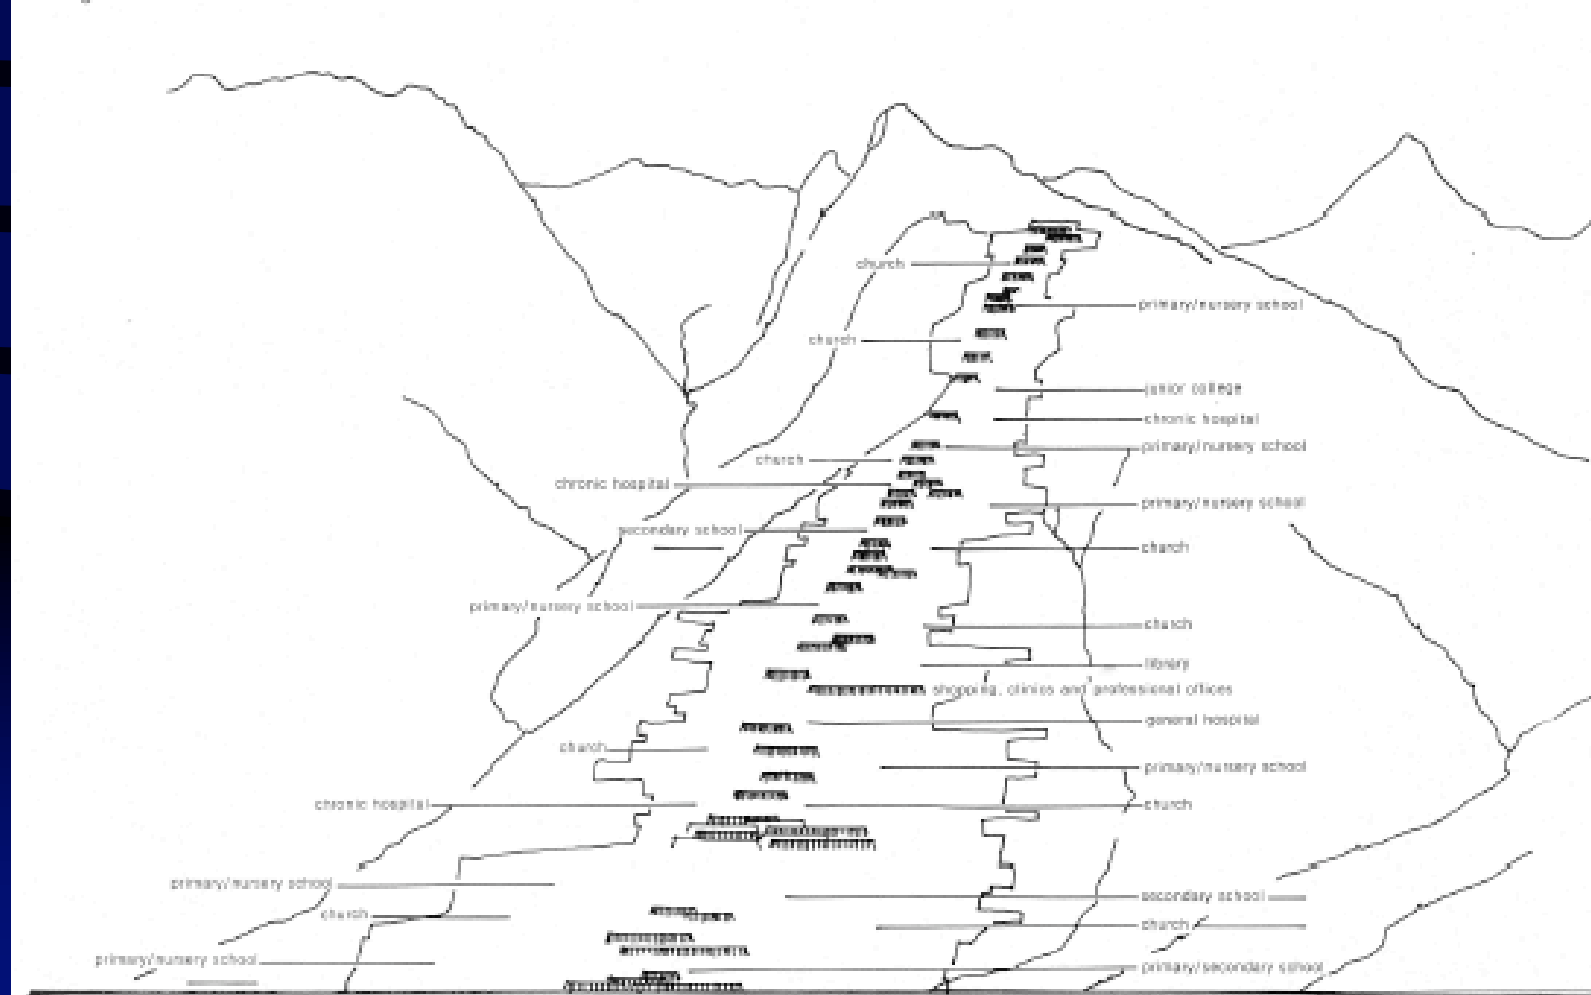 church
primary/nursery school
church
junior college
chronic hospital
primary/nursery school
church
chronic hospital
primary/nursery school
secondary school
church
primary/nursery school
church
library
shopping, clinics and professional offices
general hospital
church
primary/nursery school
chronic hospital
church
primary/nursery school
secondary school
church
church
primary/nursery school
primary/secondary school